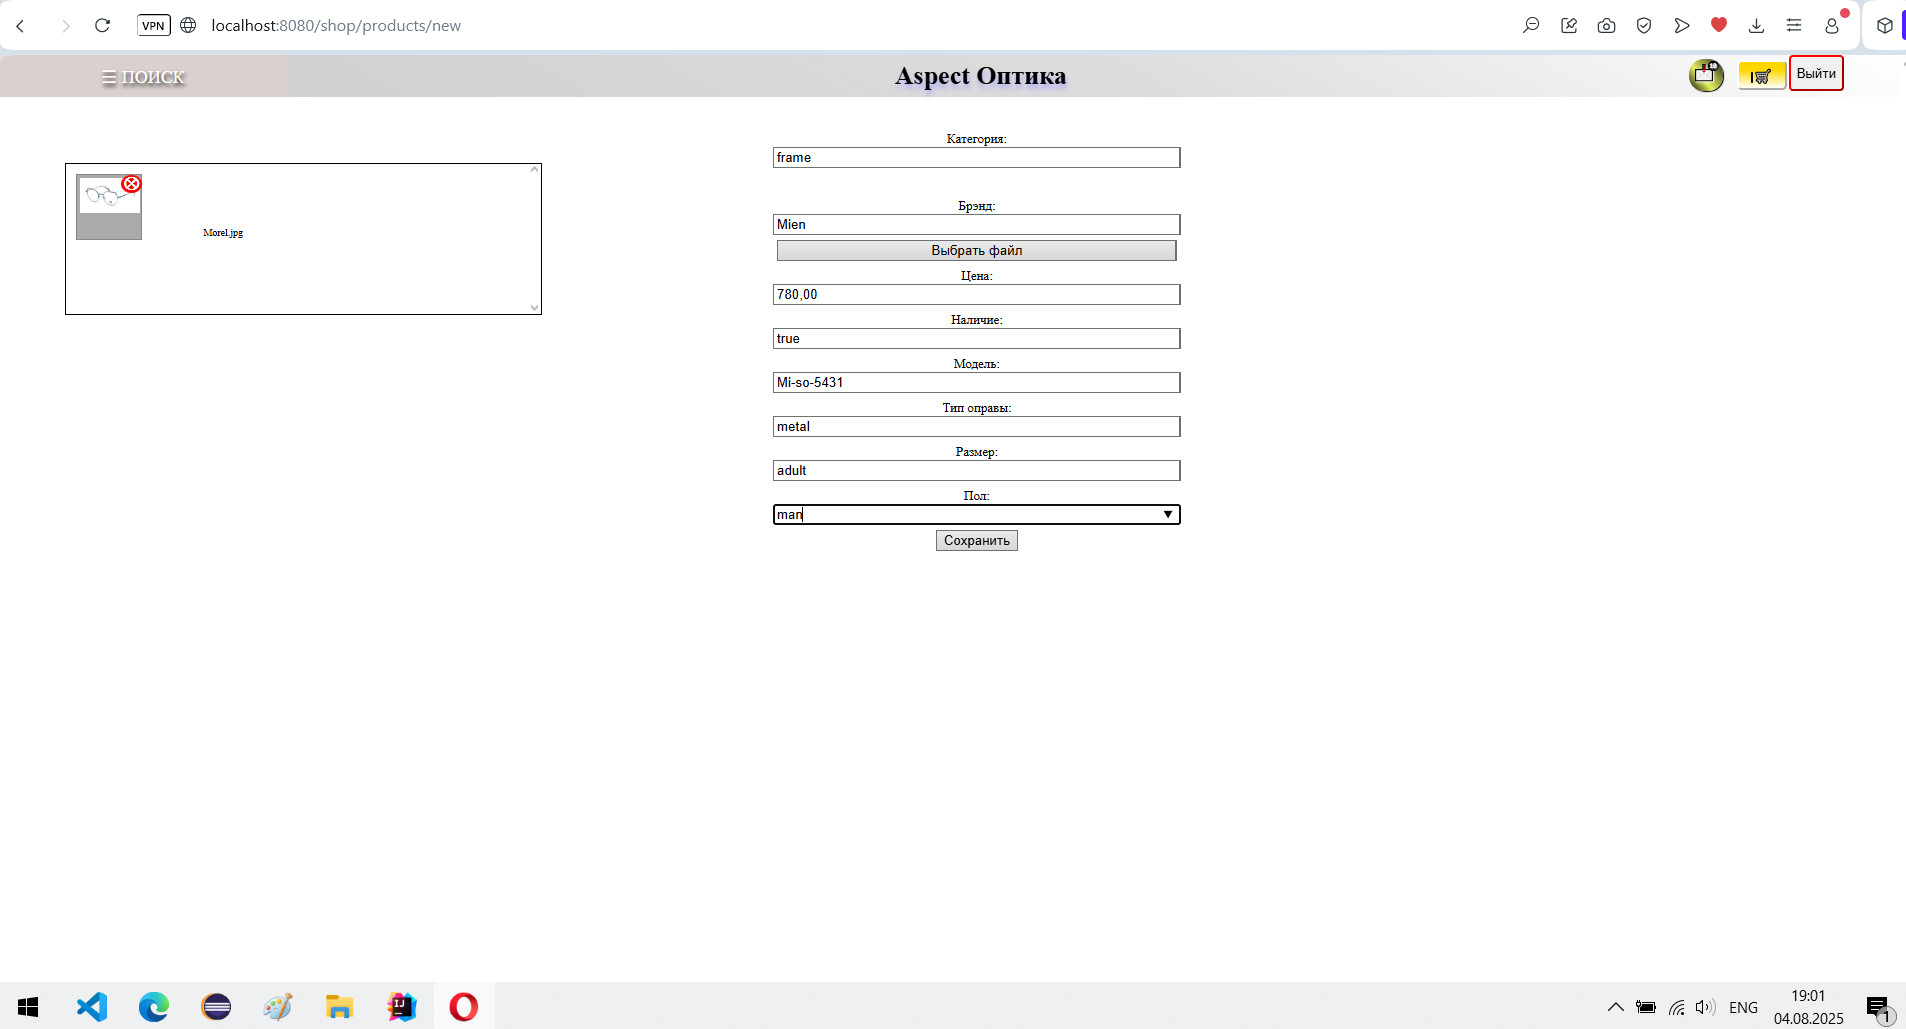 VPN
localhost:8080/shop/products/new
☰ ПОИСК
Aspect Оптика
Выйти
Категория:
frame
Morel.jpg
Брэнд:
Mien
Выбрать файл
Цена:
780,00
Наличие:
true
Модель:
Mi-so-5431
Тип оправы:
metal
Размер:
adult
Пол:
man
Сохранить
ENG
19:01
04.08.2025
1